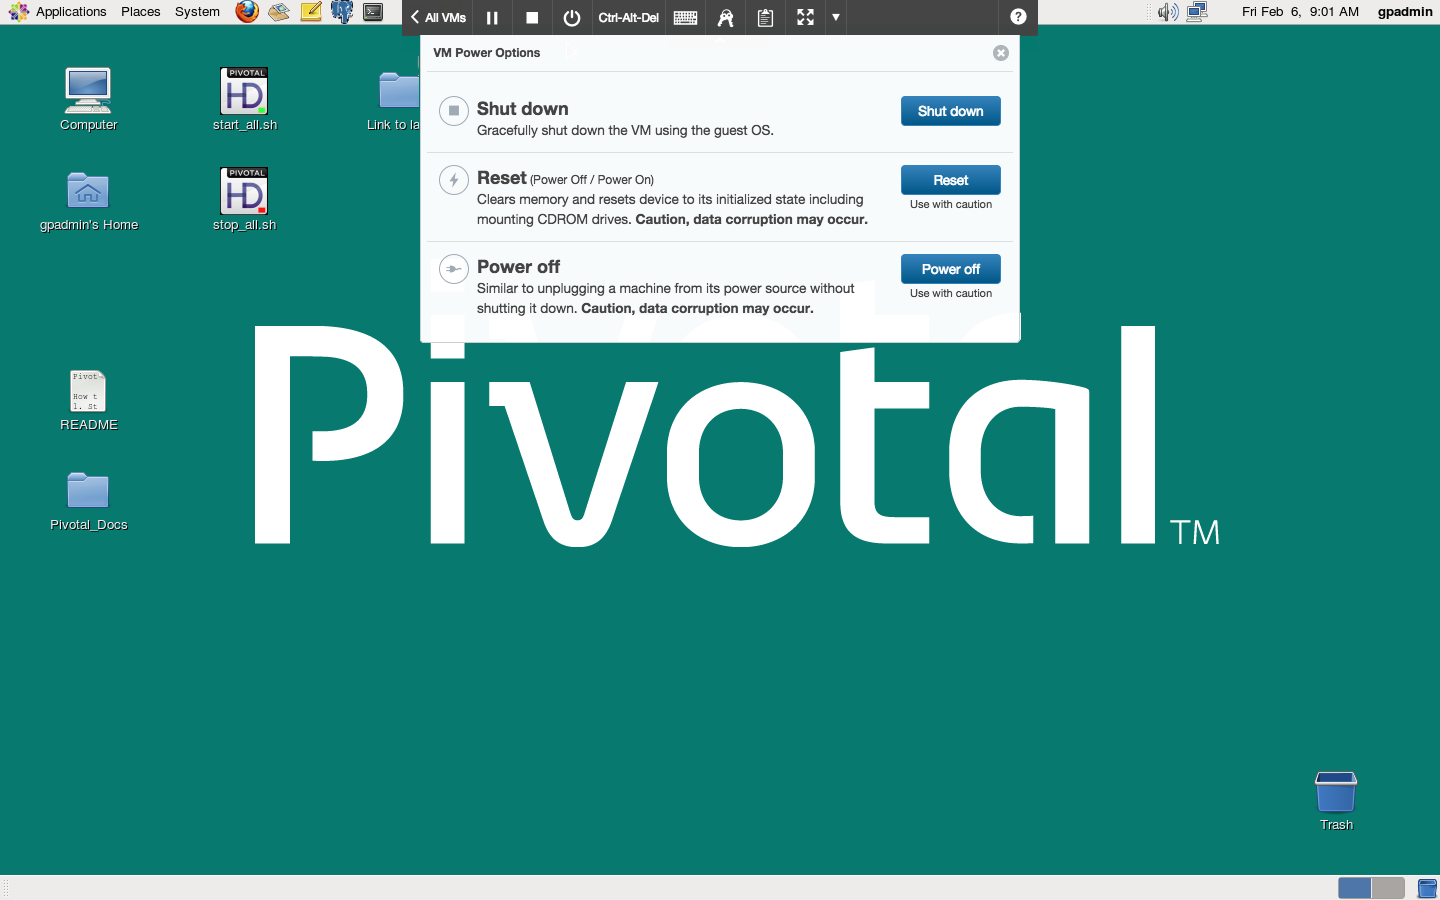 Applications Places System
All VMs
Ctrl-Alt-Del
?
Fri Feb 6, 9:01 AM gpadmin
VM Power Options
Shut down
Gracefully shut down the VM using the guest OS.
Shut down
Reset (Power Off / Power On)
Clears memory and resets device to its initialized state including
mounting CDROM drives. Caution, data corruption may occur.
Reset
Use with caution
Power off
Similar to unplugging a machine from its power source without
shutting it down. Caution, data corruption may occur.
Power off
Use with caution
Computer
PIVOTAL
HD
start_all.sh
Link to la
gpadmin's Home
PIVOTAL
HD
stop_all.sh
Pivot
How t
1. St
README
Pivotal_Docs
Pivotal TM
Trash